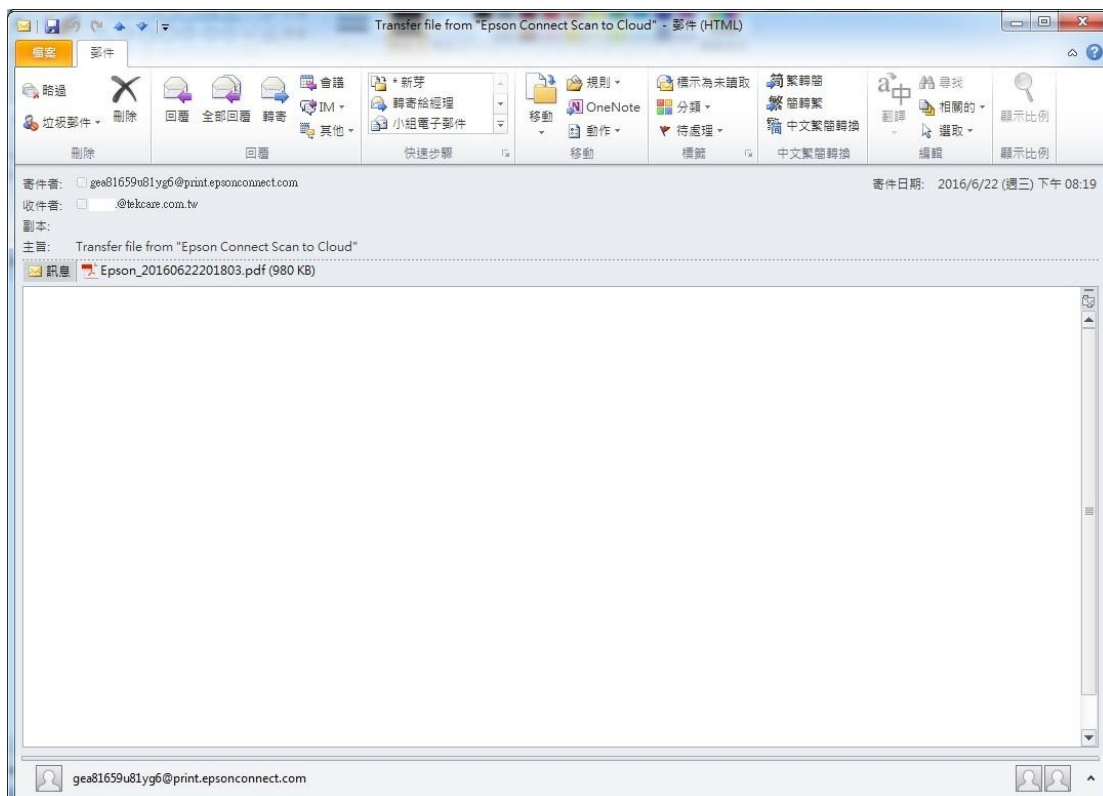 Transfer file from "Epson Connect Scan to Cloud" - 郵件 (HTML)
檔案 郵件
略過 刪除 回覆 全部回覆 轉寄 會議 * 新芽 移動 規則 標示為未讀取 繁轉簡 翻譯 尋找 顯示比例
IM 轉寄給經理 OneNote 分類 簡轉繁 相關的
垃圾郵件 其他 小組電子郵件 動作 待處理 中文繁簡轉換 選取
刪除 回覆 快速步驟 移動 標籤 中文繁簡轉換 編輯 顯示比例
寄件者: gea81659u81yg6@print.epsonconnect.com 寄件日期: 2016/6/22 (週三) 下午 08:19
收件者: @tekcare.com.tw
副本:
主旨: Transfer file from "Epson Connect Scan to Cloud"
訊息 Epson_20160622201803.pdf (980 KB)
gea81659u81yg6@print.epsonconnect.com